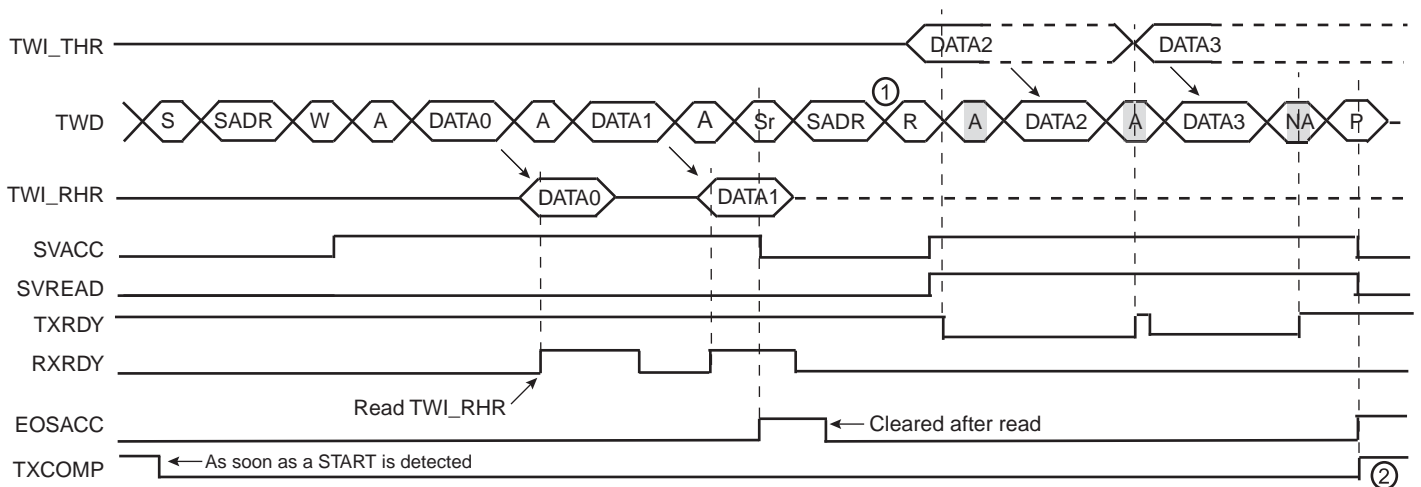 TWI_THR DATA2 DATA3
①
TWD S SADR W A DATA0 A DATA1 A Sr SADR R A DATA2 A DATA3 NA P
TWI_RHR DATA0 DATA1
SVACC
SVREAD
TXRDY
RXRDY
Read TWI_RHR
EOSACC Cleared after read
TXCOMP As soon as a START is detected ②